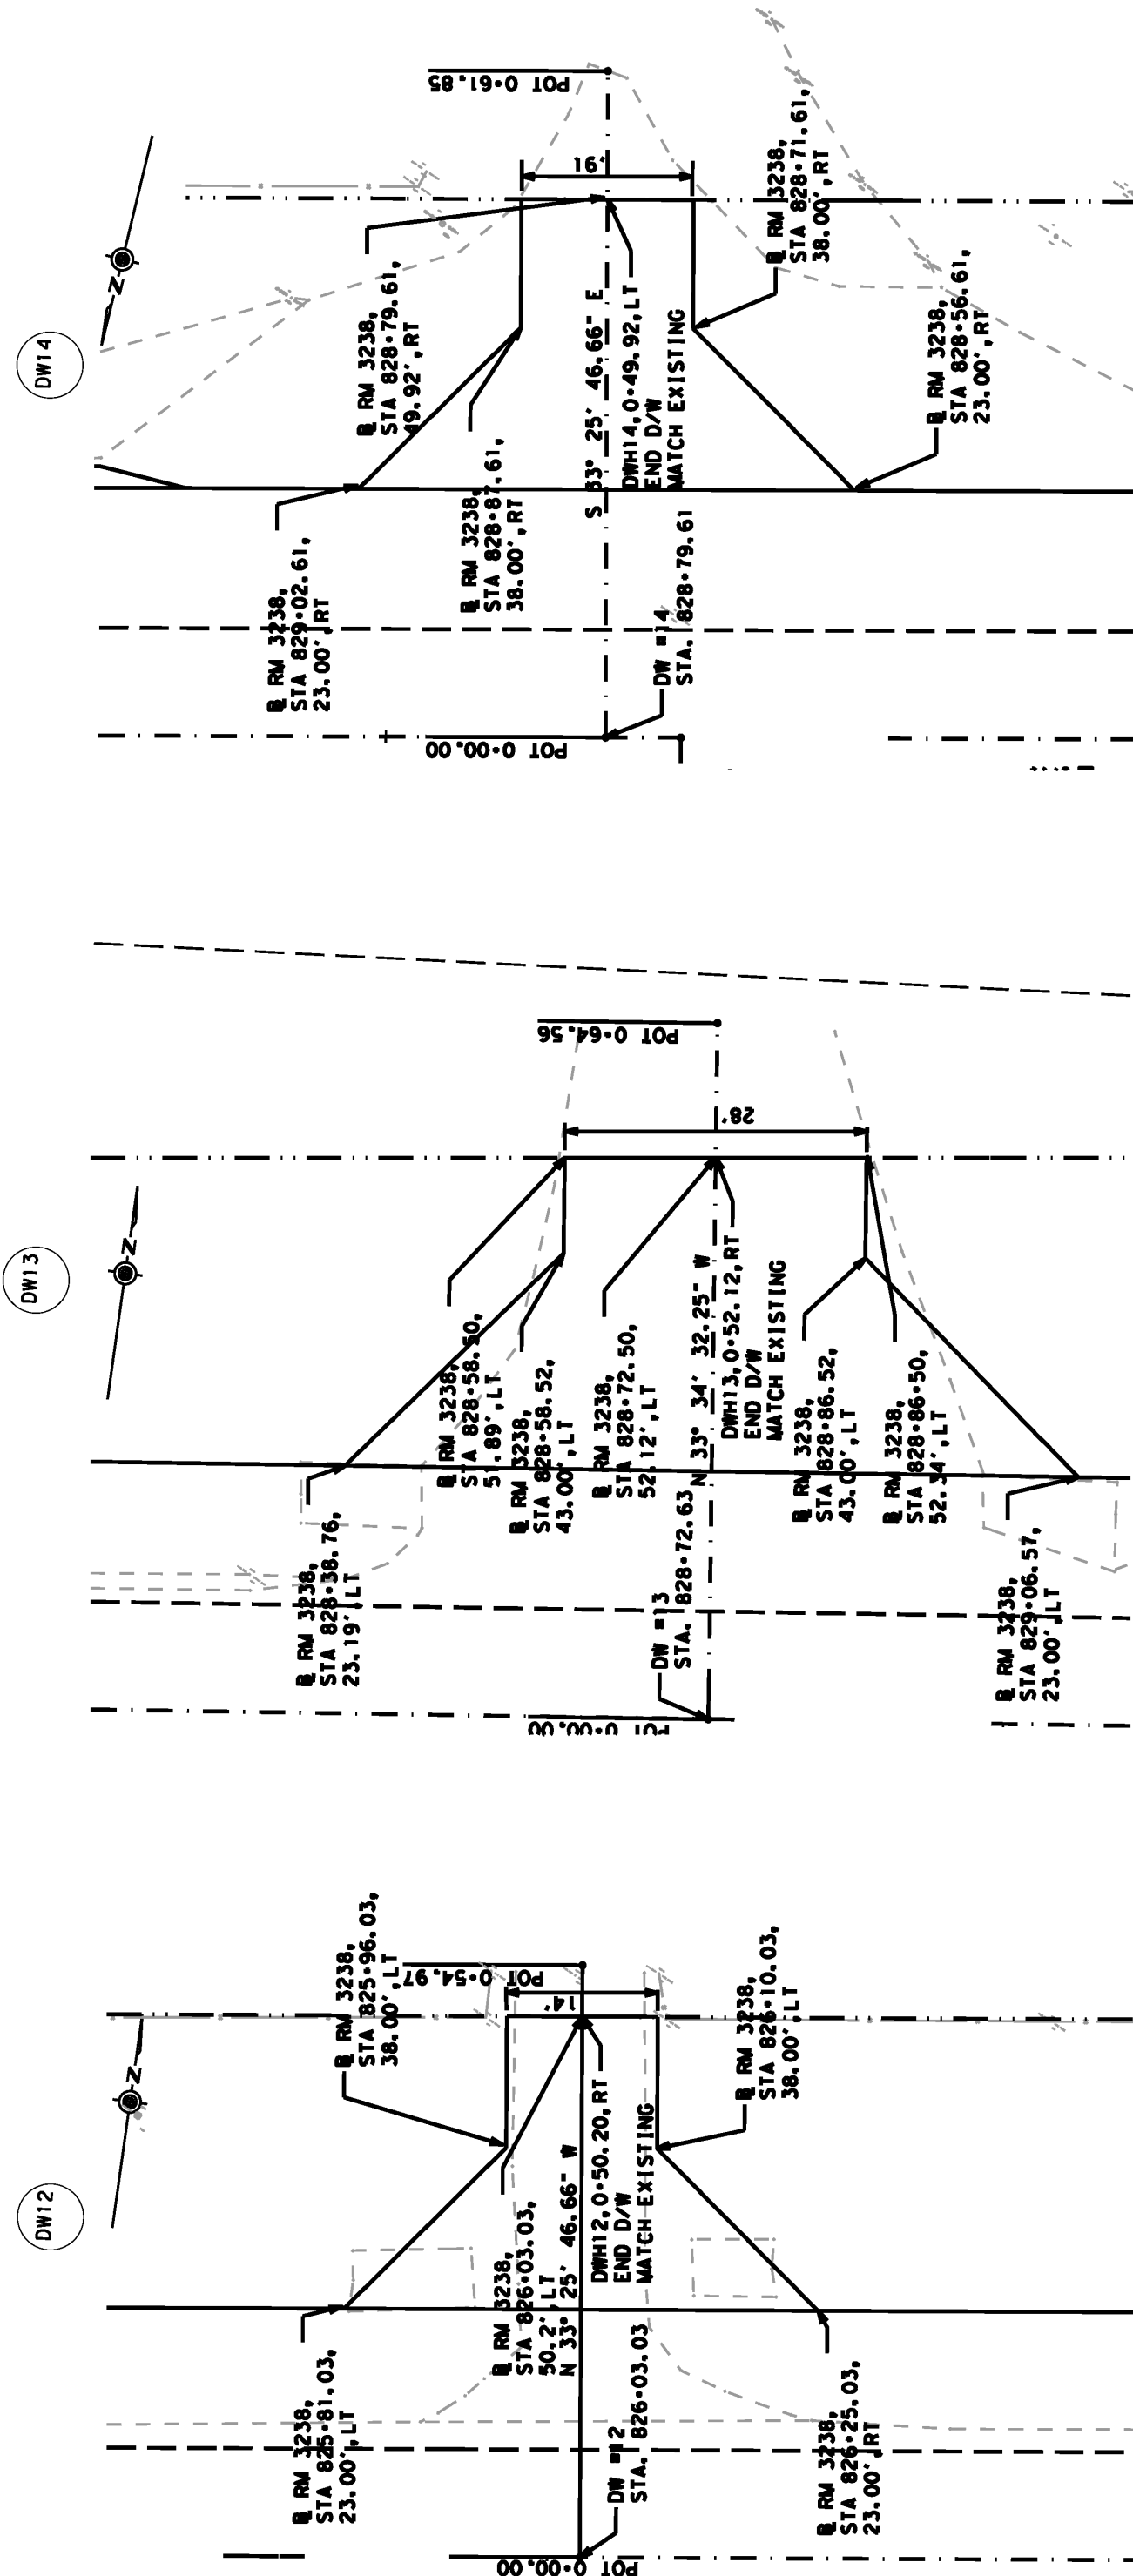 DW14
N
POT 0+61.85
16'
℄ RM 3238,
STA 828+79.61,
49.92',RT
℄ RM 3238,
STA 828+71.61,
38.00',RT
℄ RM 3238,
STA 828+87.61,
38.00',RT
S 33° 25' 46.66" E
DWH14,0+49.92,LT
END D/W
MATCH EXISTING
℄ RM 3238,
STA 828+56.61,
23.00',RT
℄ RM 3238,
STA 829+02.61,
23.00',RT
DW #14
STA. 828+79.61
POT 0+00.00
DW13
N
POT 0+64.56
28'
℄ RM 3238,
STA 828+58.50,
51.89',LT
℄ RM 3238,
STA 828+58.52,
43.00',LT
℄ RM 3238,
STA 828+72.50,
52.12',LT
N 33° 34' 32.25" W
DWH13,0+52.12,RT
END D/W
MATCH EXISTING
℄ RM 3238,
STA 828+86.52,
43.00',LT
℄ RM 3238,
STA 828+86.50,
52.34',LT
℄ RM 3238,
STA 828+38.76,
23.19',LT
DW #13
STA. 828+72.63
℄ RM 3238,
STA 829+06.57,
23.00',LT
DW12
N
℄ RM 3238,
STA 825+96.03,
38.00',LT
POT 0+54.97
14'
℄ RM 3238,
STA 826+10.03,
38.00',LT
℄ RM 3238,
STA 826+03.03,
50.2',LT
N 33° 25' 46.66" W
DWH12,0+50.20,RT
END D/W
MATCH EXISTING
℄ RM 3238,
STA 825+81.03,
23.00',LT
DW #12
STA. 826+03.03
℄ RM 3238,
STA 826+25.03,
23.00',RT
POT 0+00.00